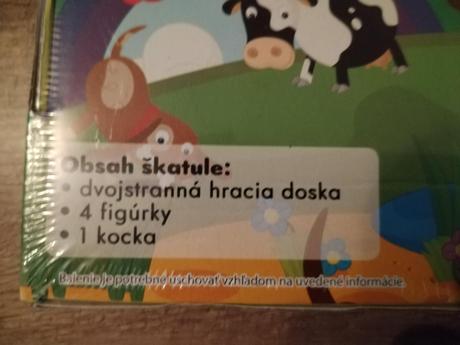 Obsah škatule:
• dvojstranná hracia doska
• 4 figúrky
• 1 kocka
Balenie je potrebné uschovať vzhľadom na uvedené informácie.